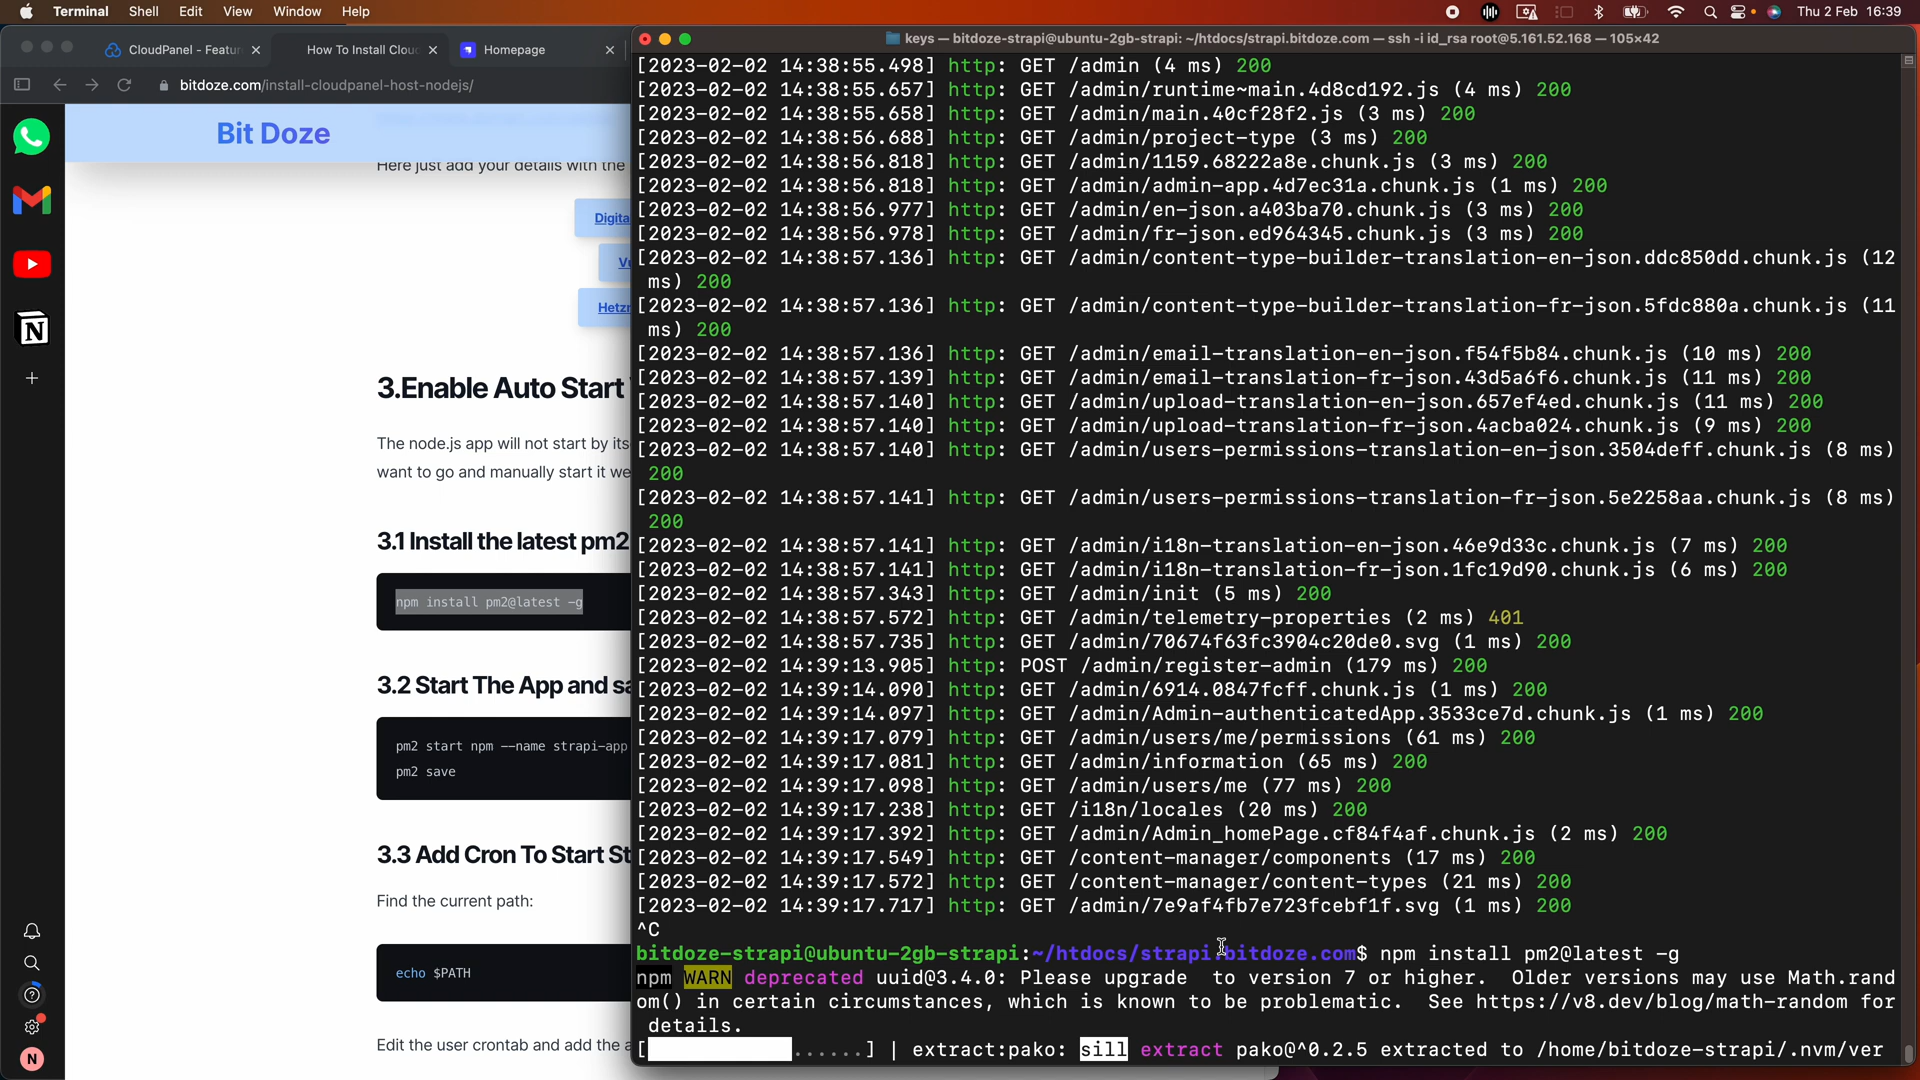 Terminal Shell Edit View Window Help
Thu 2 Feb 16:39
CloudPanel - Featur
How To Install Clou
Homepage
bitdoze.com/install-cloudpanel-host-nodejs/
Bit Doze
Here just add your details with the
Digita
Vu
Hetzn
3.Enable Auto Start
The node.js app will not start by its
want to go and manually start it we
3.1 Install the latest pm2
npm install pm2@latest -g
3.2 Start The App and sa
pm2 start npm --name strapi-app
pm2 save
3.3 Add Cron To Start St
Find the current path:
echo $PATH
Edit the user crontab and add the a
N
keys — bitdoze-strapi@ubuntu-2gb-strapi: ~/htdocs/strapi.bitdoze.com — ssh -i id_rsa root@5.161.52.168 — 105×42
[2023-02-02 14:38:55.498] http: GET /admin (4 ms) 200
[2023-02-02 14:38:55.657] http: GET /admin/runtime~main.4d8cd192.js (4 ms) 200
[2023-02-02 14:38:55.658] http: GET /admin/main.40cf28f2.js (3 ms) 200
[2023-02-02 14:38:56.688] http: GET /admin/project-type (3 ms) 200
[2023-02-02 14:38:56.818] http: GET /admin/1159.68222a8e.chunk.js (3 ms) 200
[2023-02-02 14:38:56.818] http: GET /admin/admin-app.4d7ec31a.chunk.js (1 ms) 200
[2023-02-02 14:38:56.977] http: GET /admin/en-json.a403ba70.chunk.js (3 ms) 200
[2023-02-02 14:38:56.978] http: GET /admin/fr-json.ed964345.chunk.js (3 ms) 200
[2023-02-02 14:38:57.136] http: GET /admin/content-type-builder-translation-en-json.ddc850dd.chunk.js (12
ms) 200
[2023-02-02 14:38:57.136] http: GET /admin/content-type-builder-translation-fr-json.5fdc880a.chunk.js (11
ms) 200
[2023-02-02 14:38:57.136] http: GET /admin/email-translation-en-json.f54f5b84.chunk.js (10 ms) 200
[2023-02-02 14:38:57.139] http: GET /admin/email-translation-fr-json.43d5a6f6.chunk.js (11 ms) 200
[2023-02-02 14:38:57.140] http: GET /admin/upload-translation-en-json.657ef4ed.chunk.js (11 ms) 200
[2023-02-02 14:38:57.140] http: GET /admin/upload-translation-fr-json.4acba024.chunk.js (9 ms) 200
[2023-02-02 14:38:57.140] http: GET /admin/users-permissions-translation-en-json.3504deff.chunk.js (8 ms)
200
[2023-02-02 14:38:57.141] http: GET /admin/users-permissions-translation-fr-json.5e2258aa.chunk.js (8 ms)
200
[2023-02-02 14:38:57.141] http: GET /admin/i18n-translation-en-json.46e9d33c.chunk.js (7 ms) 200
[2023-02-02 14:38:57.141] http: GET /admin/i18n-translation-fr-json.1fc19d90.chunk.js (6 ms) 200
[2023-02-02 14:38:57.343] http: GET /admin/init (5 ms) 200
[2023-02-02 14:38:57.572] http: GET /admin/telemetry-properties (2 ms) 401
[2023-02-02 14:38:57.735] http: GET /admin/70674f63fc3904c20de0.svg (1 ms) 200
[2023-02-02 14:39:13.905] http: POST /admin/register-admin (179 ms) 200
[2023-02-02 14:39:14.090] http: GET /admin/6914.0847fcff.chunk.js (1 ms) 200
[2023-02-02 14:39:14.097] http: GET /admin/Admin-authenticatedApp.3533ce7d.chunk.js (1 ms) 200
[2023-02-02 14:39:17.079] http: GET /admin/users/me/permissions (61 ms) 200
[2023-02-02 14:39:17.081] http: GET /admin/information (65 ms) 200
[2023-02-02 14:39:17.098] http: GET /admin/users/me (77 ms) 200
[2023-02-02 14:39:17.238] http: GET /i18n/locales (20 ms) 200
[2023-02-02 14:39:17.392] http: GET /admin/Admin_homePage.cf84f4af.chunk.js (2 ms) 200
[2023-02-02 14:39:17.549] http: GET /content-manager/components (17 ms) 200
[2023-02-02 14:39:17.572] http: GET /content-manager/content-types (21 ms) 200
[2023-02-02 14:39:17.717] http: GET /admin/7e9af4fb7e723fcebf1f.svg (1 ms) 200
^C
bitdoze-strapi@ubuntu-2gb-strapi:~/htdocs/strapi.bitdoze.com$ npm install pm2@latest -g
npm WARN deprecated uuid@3.4.0: Please upgrade  to version 7 or higher.  Older versions may use Math.rand
om() in certain circumstances, which is known to be problematic.  See https://v8.dev/blog/math-random for
details.
[ ......] | extract:pako: sill extract pako@^0.2.5 extracted to /home/bitdoze-strapi/.nvm/ver